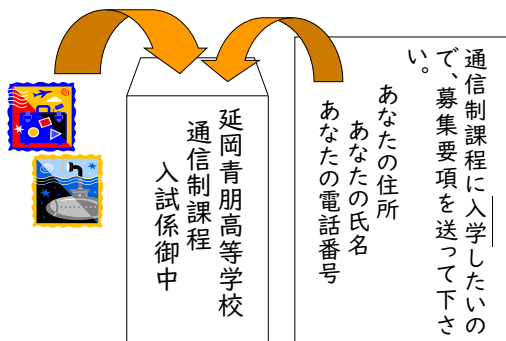 通信制課程に入学したいの
で、募集要項を送って下さ
い。
あなたの住所
あなたの氏名
あなたの電話番号
延岡青朋高等学校
通信制課程
入試係御中